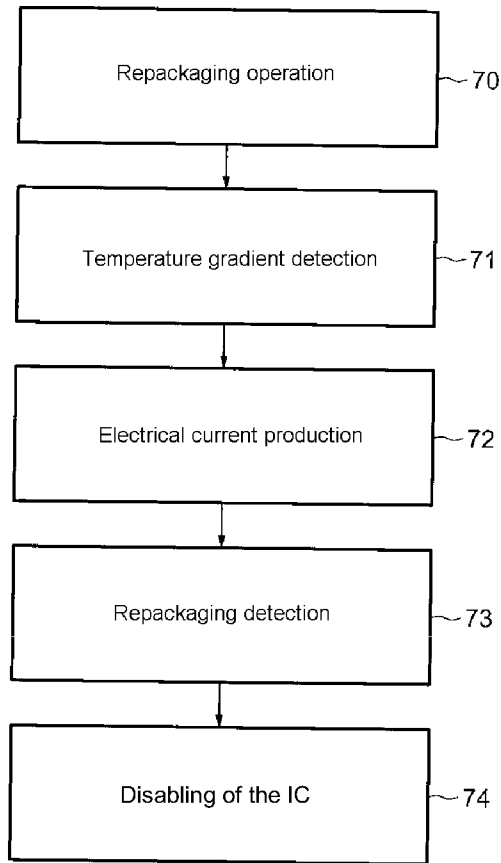 Repackaging operation
70
Temperature gradient detection
71
Electrical current production
72
Repackaging detection
73
Disabling of the IC
74